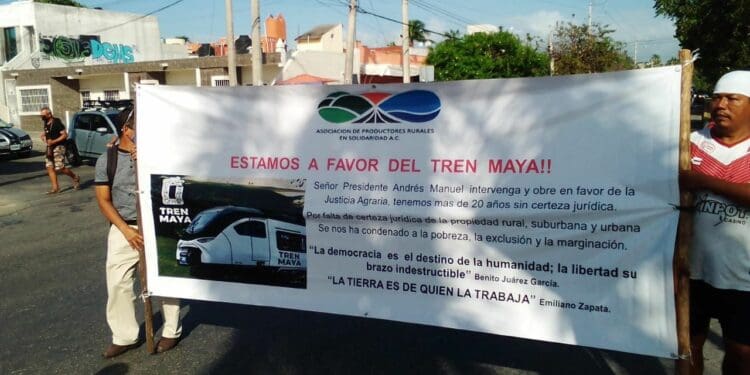 ASOCIACION DE PRODUCTORES RURALES
EN SOLIDARIDAD A.C.
ESTAMOS A FAVOR DEL TREN MAYA!!
Señor Presidente Andrés Manuel intervenga y obre en favor de la
Justicia Agraria, tenemos mas de 20 años sin certeza jurídica.
Por falta de certeza jurídica de la propiedad rural, suburbana y urbana
Se nos ha condenado a la pobreza, la exclusión y la marginación.
"La democracia es el destino de la humanidad; la libertad su
brazo indestructible" Benito Juárez García.
"LA TIERRA ES DE QUIEN LA TRABAJA" Emiliano Zapata.
TREN
MAYA
TREN
MAYA
CASINO